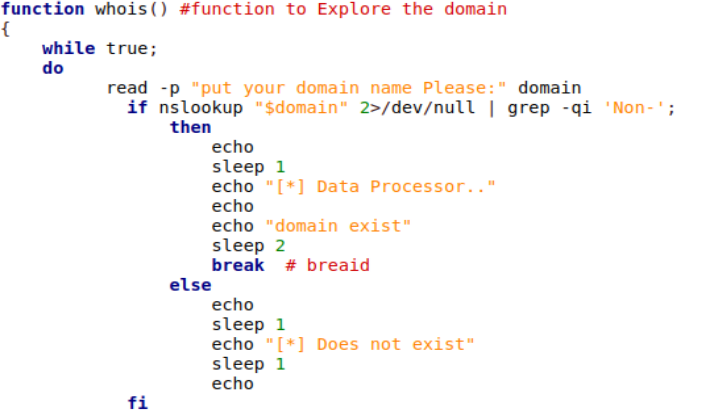 function whois() #function to Explore the domain
{
    while true;
    do
          read -p "put your domain name Please:" domain
            if nslookup "$domain" 2>/dev/null | grep -qi 'Non-';
                then
                    echo
                    sleep 1
                    echo "[*] Data Processor.."
                    echo
                    echo "domain exist"
                    sleep 2
                    break  # breaid
                else
                    echo
                    sleep 1
                    echo "[*] Does not exist"
                    sleep 1
                    echo
            fi